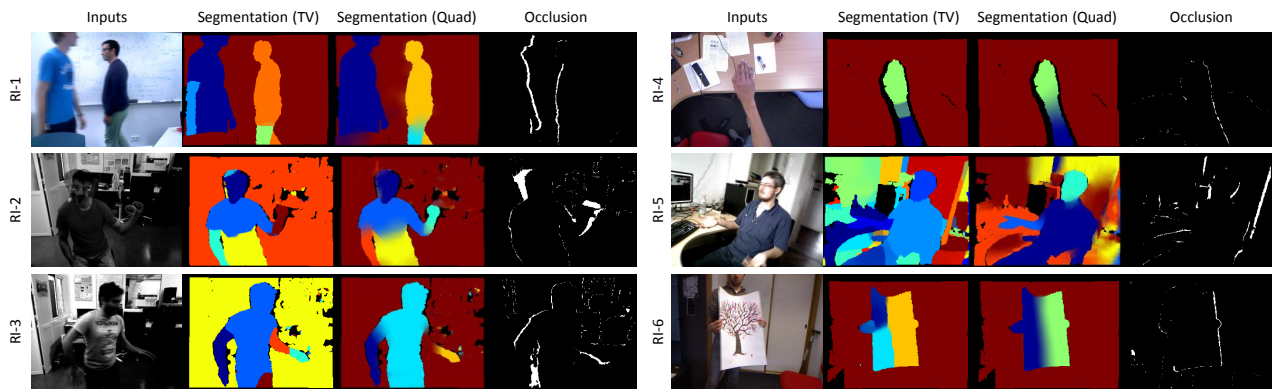 Inputs Segmentation (TV) Segmentation (Quad) Occlusion Inputs Segmentation (TV) Segmentation (Quad) Occlusion
RI-1
RI-4
RI-2
RI-5
RI-3
RI-6